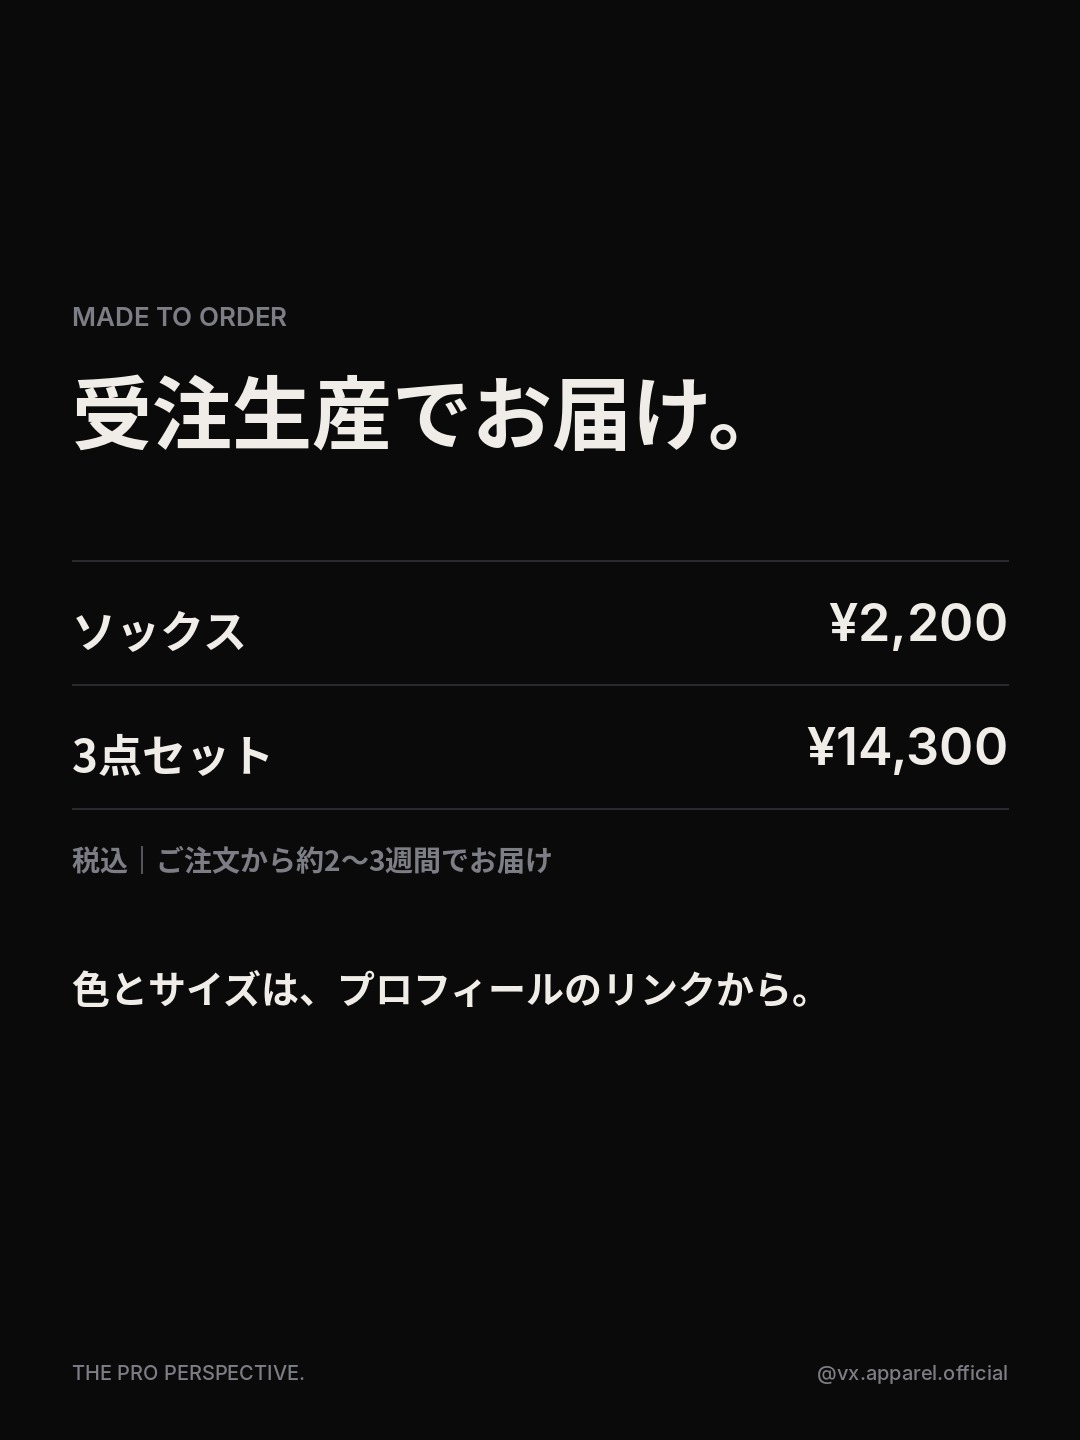 MADE TO ORDER
受注生産でお届け。
ソックス ¥2,200
3点セット ¥14,300
税込｜ご注文から約2〜3週間でお届け
色とサイズは、プロフィールのリンクから。
THE PRO PERSPECTIVE. @vx.apparel.official